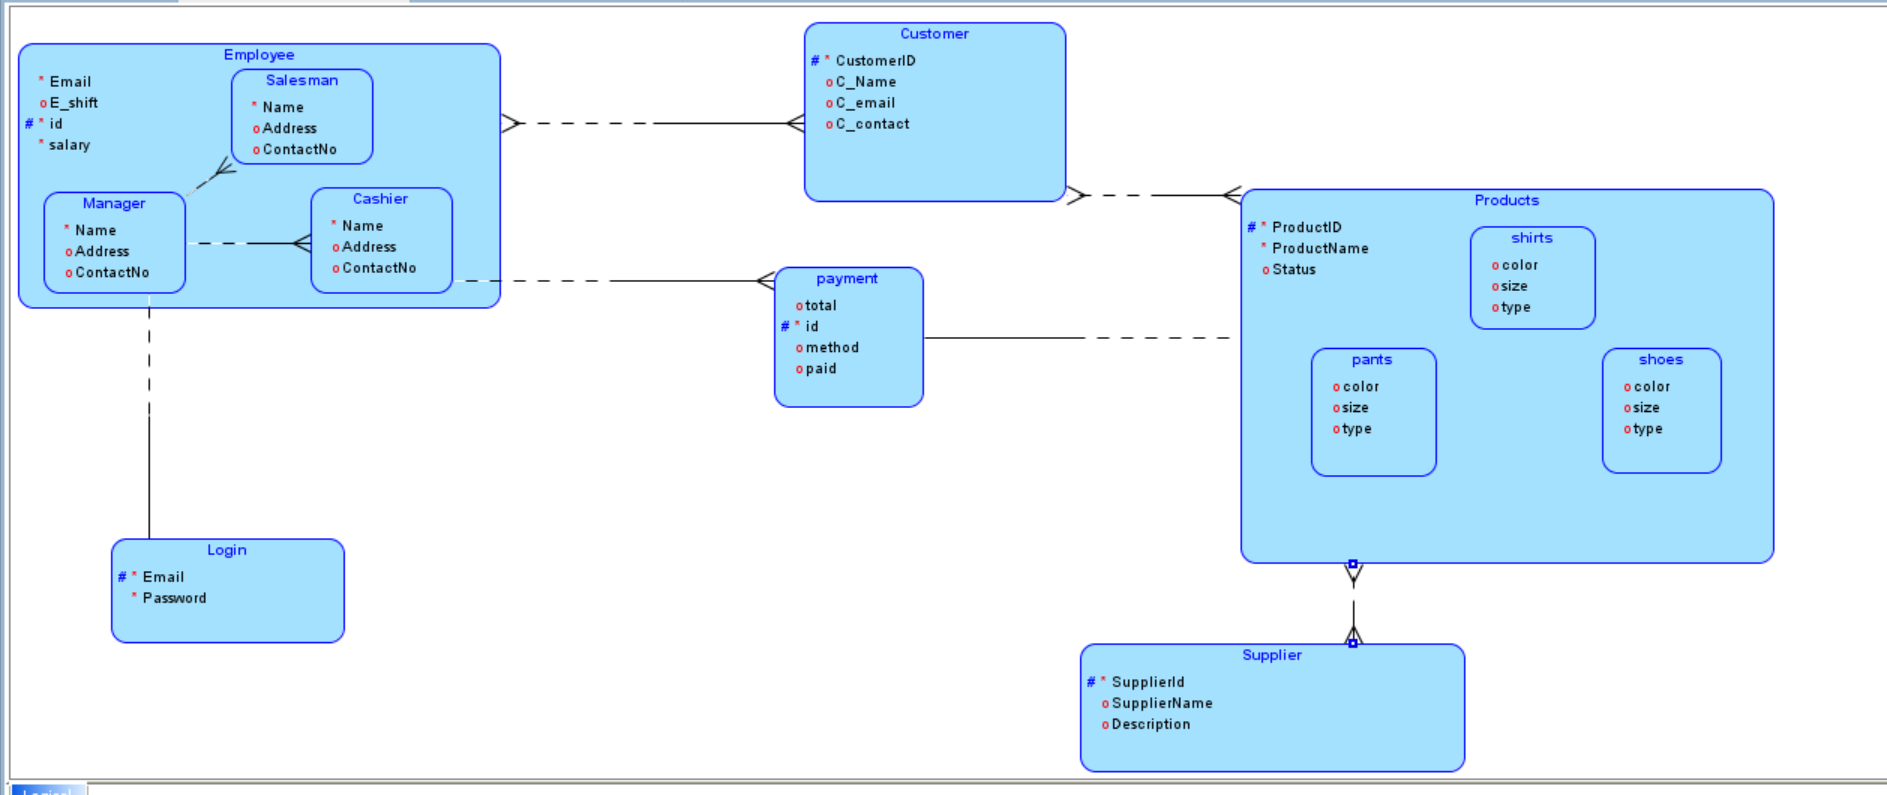 Employee
* Email
o E_shift
# * id
* salary
Salesman
* Name
o Address
o ContactNo
Manager
* Name
o Address
o ContactNo
Cashier
* Name
o Address
o ContactNo
Customer
# * CustomerID
o C_Name
o C_email
o C_contact
payment
o total
# * id
o method
o paid
Products
# * ProductID
* ProductName
o Status
shirts
o color
o size
o type
pants
o color
o size
o type
shoes
o color
o size
o type
Login
# * Email
* Password
Supplier
# * SupplierId
o SupplierName
o Description
Logical